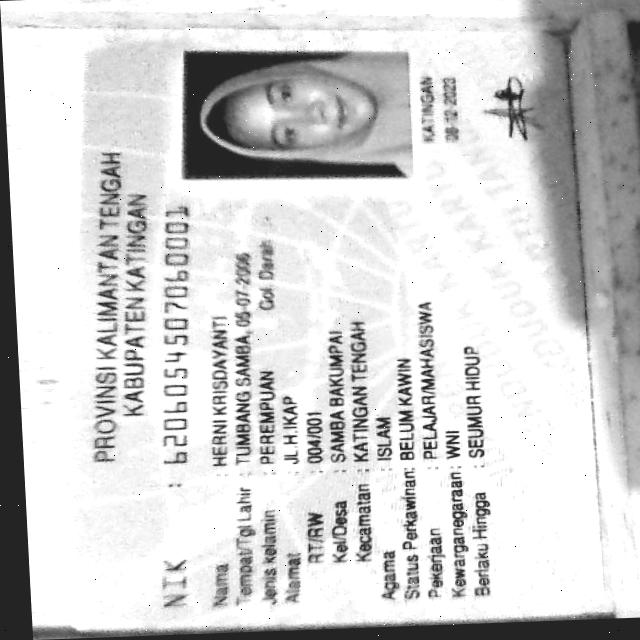 PROVINSI KALIMANTAN TENGAH
KABUPATEN KATINGAN
NIK : 6206054507060001
Nama : HERNI KRISDAYANTI
Tempat/Tgl Lahir : TUMBANG SAMBA, 05-07-2006
Jenis kelamin : PEREMPUAN Gol. Darah : -
Alamat : JL.H.IKAP
RT/RW : 004/001
Kel/Desa : SAMBA BAKUMPAI
Kecamatan : KATINGAN TENGAH
Agama : ISLAM
Status Perkawinan: BELUM KAWIN
Pekerjaan : PELAJAR/MAHASISWA
Kewarganegaraan: WNI
Berlaku Hingga : SEUMUR HIDUP
KATINGAN
08-12-2023